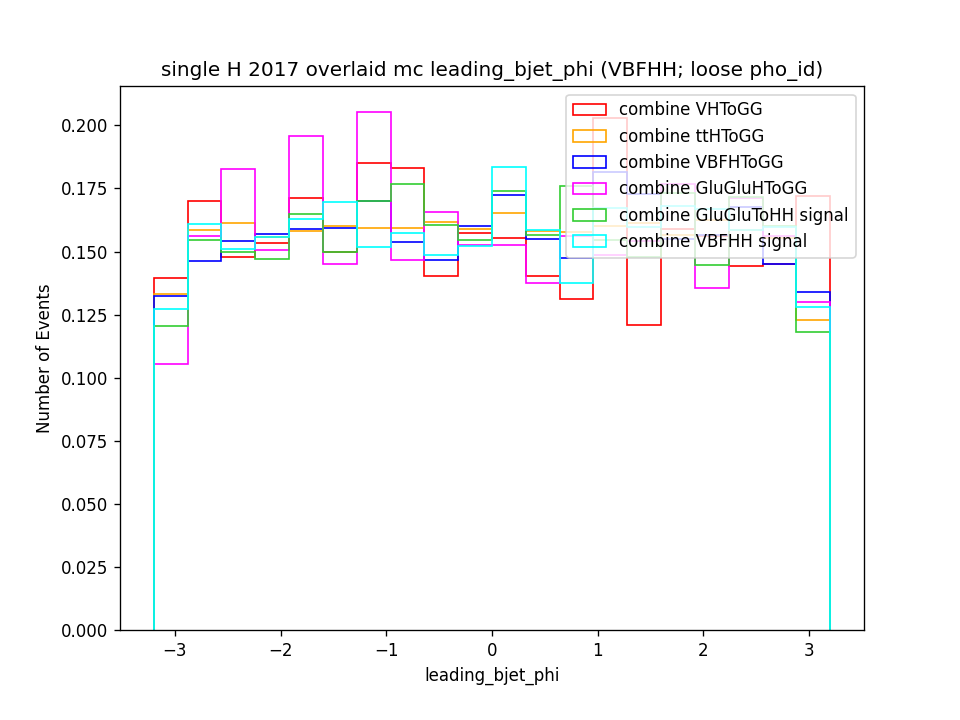 single H 2017 overlaid mc leading_bjet_phi (VBFHH; loose pho_id)
combine VHToGG
combine ttHToGG
combine VBFHToGG
combine GluGluHToGG
combine GluGluToHH signal
combine VBFHH signal
0.200
0.175
0.150
0.125
0.100
0.075
0.050
0.025
0.000
Number of Events
−3 −2 −1 0 1 2 3
leading_bjet_phi